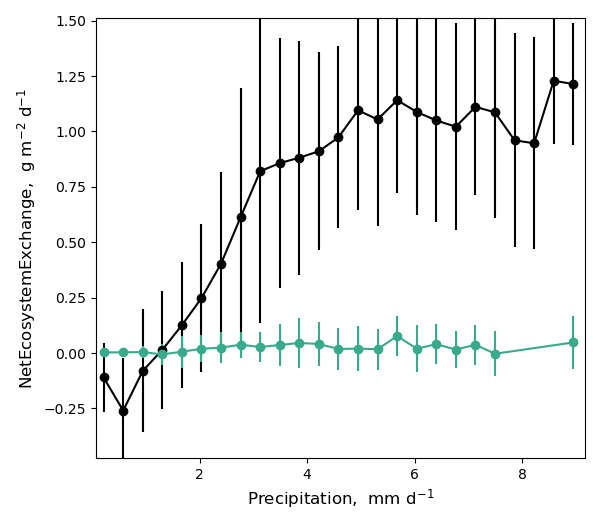 1.50
1.25
1.00
0.75
0.50
0.25
0.00
−0.25
NetEcosystemExchange, g m⁻² d⁻¹
2 4 6 8
Precipitation, mm d⁻¹